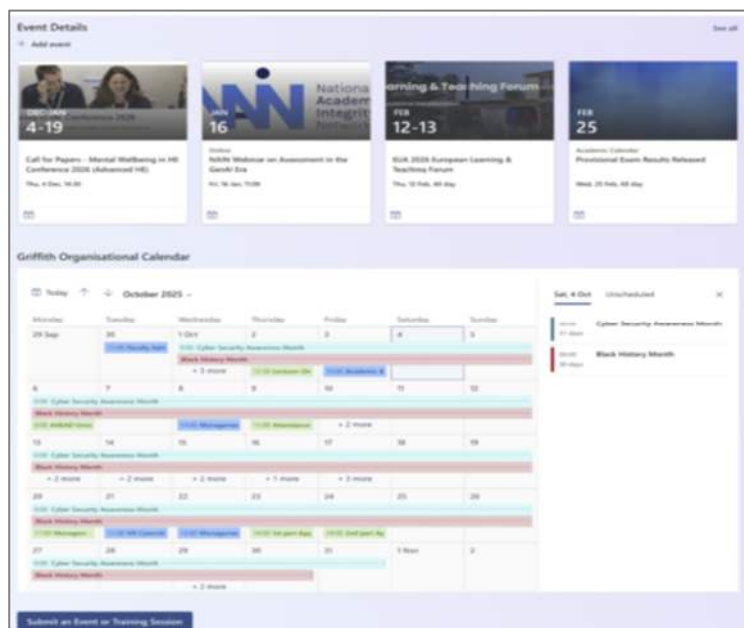 Event Details
See all
+ Add event
DEC-JAN
4-19
Call for Papers - Mental Wellbeing in HE
Conference 2026 (Advanced HE)
Thu, 4 Dec, 14:30
National
Academic
Integrity
Network
JAN
16
Online
NAIN Webinar on Assessment in the
GenAI Era
Fri, 16 Jan, 11:00
Learning & Teaching Forum
FEB
12-13
EUA 2026 European Learning &
Teaching Forum
Thu, 12 Feb, All day
FEB
25
Academic Calendar
Provisional Exam Results Released
Wed, 25 Feb, All day
Griffith Organisational Calendar
Today
October 2025
Monday Tuesday Wednesday Thursday Friday Saturday Sunday
29 Sep 30 1 Oct 2 3 4 5
Cyber Security Awareness Month
Black History Month
+ 3 more
6 7 8 9 10 11 12
Cyber Security Awareness Month
Black History Month
+ 2 more
13 14 15 16 17 18 19
Cyber Security Awareness Month
Black History Month
+ 2 more + 2 more + 2 more + 1 more + 3 more
20 21 22 23 24 25 26
Cyber Security Awareness Month
Black History Month
27 28 29 30 31 1 Nov 2
Cyber Security Awareness Month
Black History Month
+ 2 more
Sat, 4 Oct Unscheduled
Cyber Security Awareness Month
31 days
Black History Month
30 days
Submit an Event or Training Session